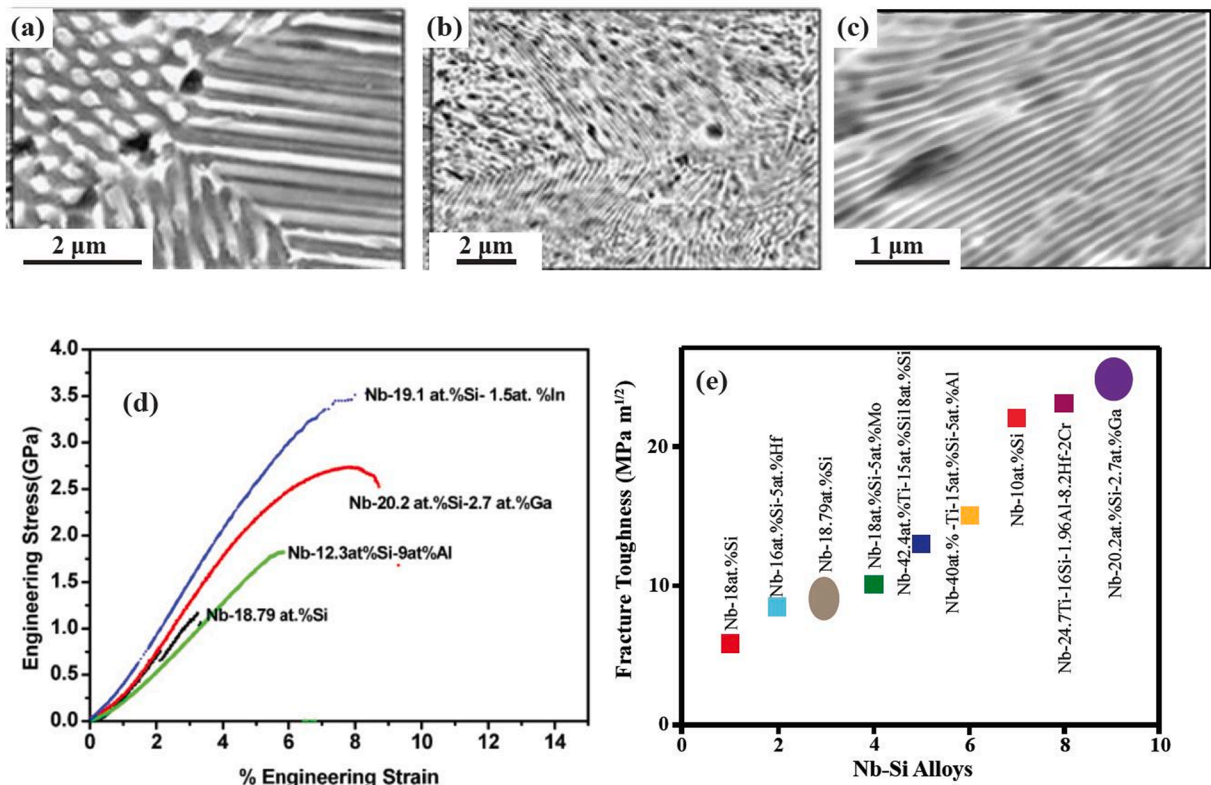 (a)
2 μm
(b)
2 μm
(c)
1 μm
(d)
Engineering Stress(GPa)
4.0
3.5
3.0
2.5
2.0
1.5
1.0
0.5
0.0
Nb-19.1 at.%Si- 1.5at. %In
Nb-20.2 at.%Si-2.7 at.%Ga
Nb-12.3at%Si-9at%Al
Nb-18.79 at.%Si
0 2 4 6 8 10 12 14
% Engineering Strain
(e)
Fracture Toughness (MPa m1/2)
20
10
0
Nb-18at.%Si
Nb-16at.%Si-5at.%Hf
Nb-18.79at.%Si
Nb-18at.%Si-5at.%Mo
Nb-42.4at.%Ti-15at.%Si18at.%Si
Nb-40at.% -Ti-15at.%Si-5at.%Al
Nb-10at.%Si
Nb-24.7Ti-16Si-1.96Al-8.2Hf-2Cr
Nb-20.2at.%Si-2.7at.%Ga
0 2 4 6 8 10
Nb-Si Alloys